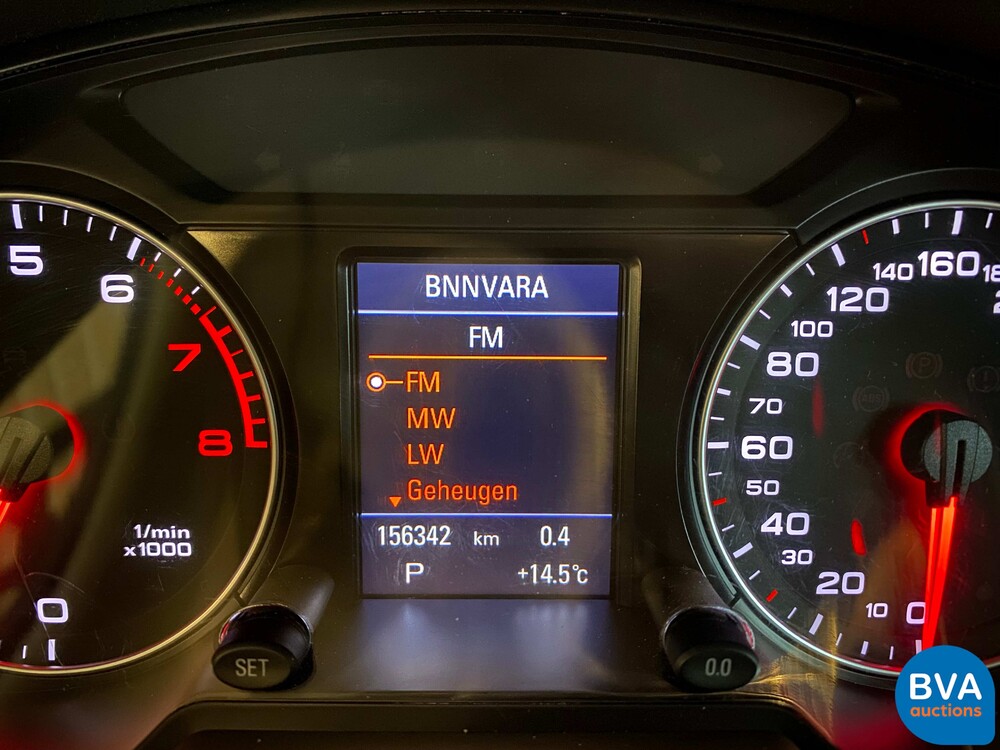 BNNVARA
FM
FM
MW
LW
Geheugen
156342 km 0.4
P +14.5°c
5
6
7
8
1/min
x1000
0
160
140
120
100
80
70
60
50
40
30
20
10
0
SET
0.0
BVA
auctions